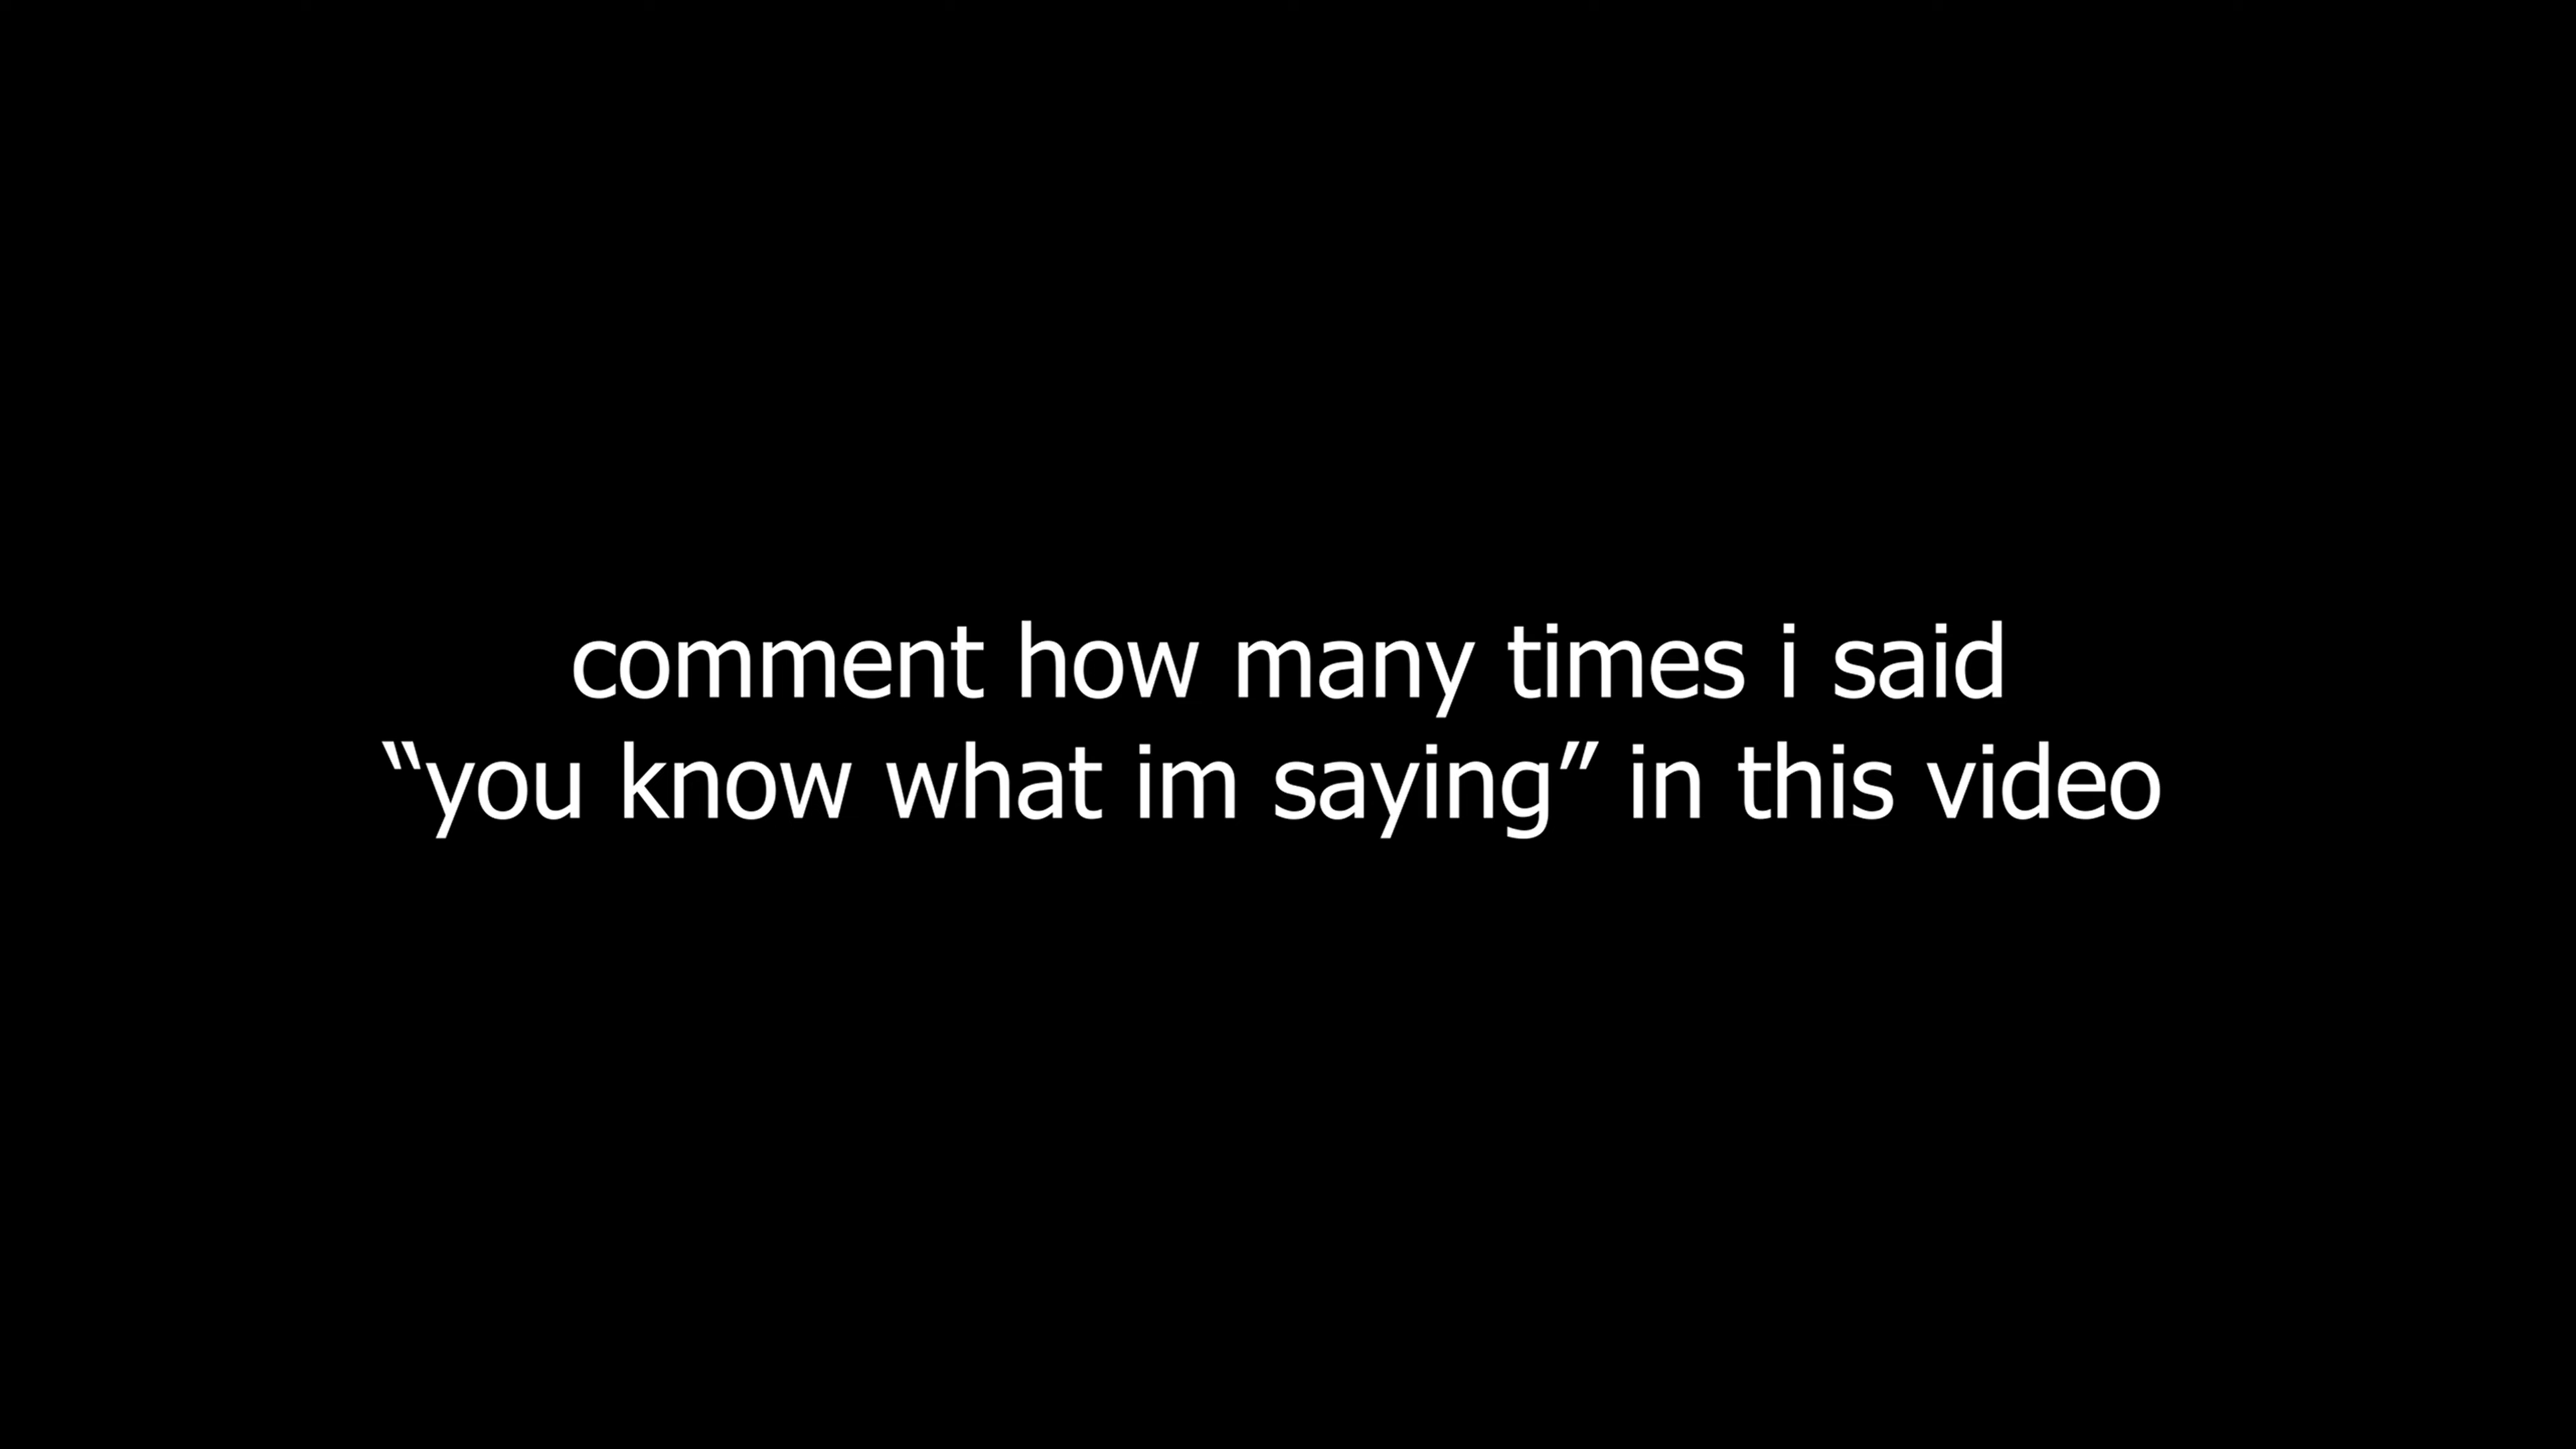 comment how many times i said
“you know what im saying” in this video